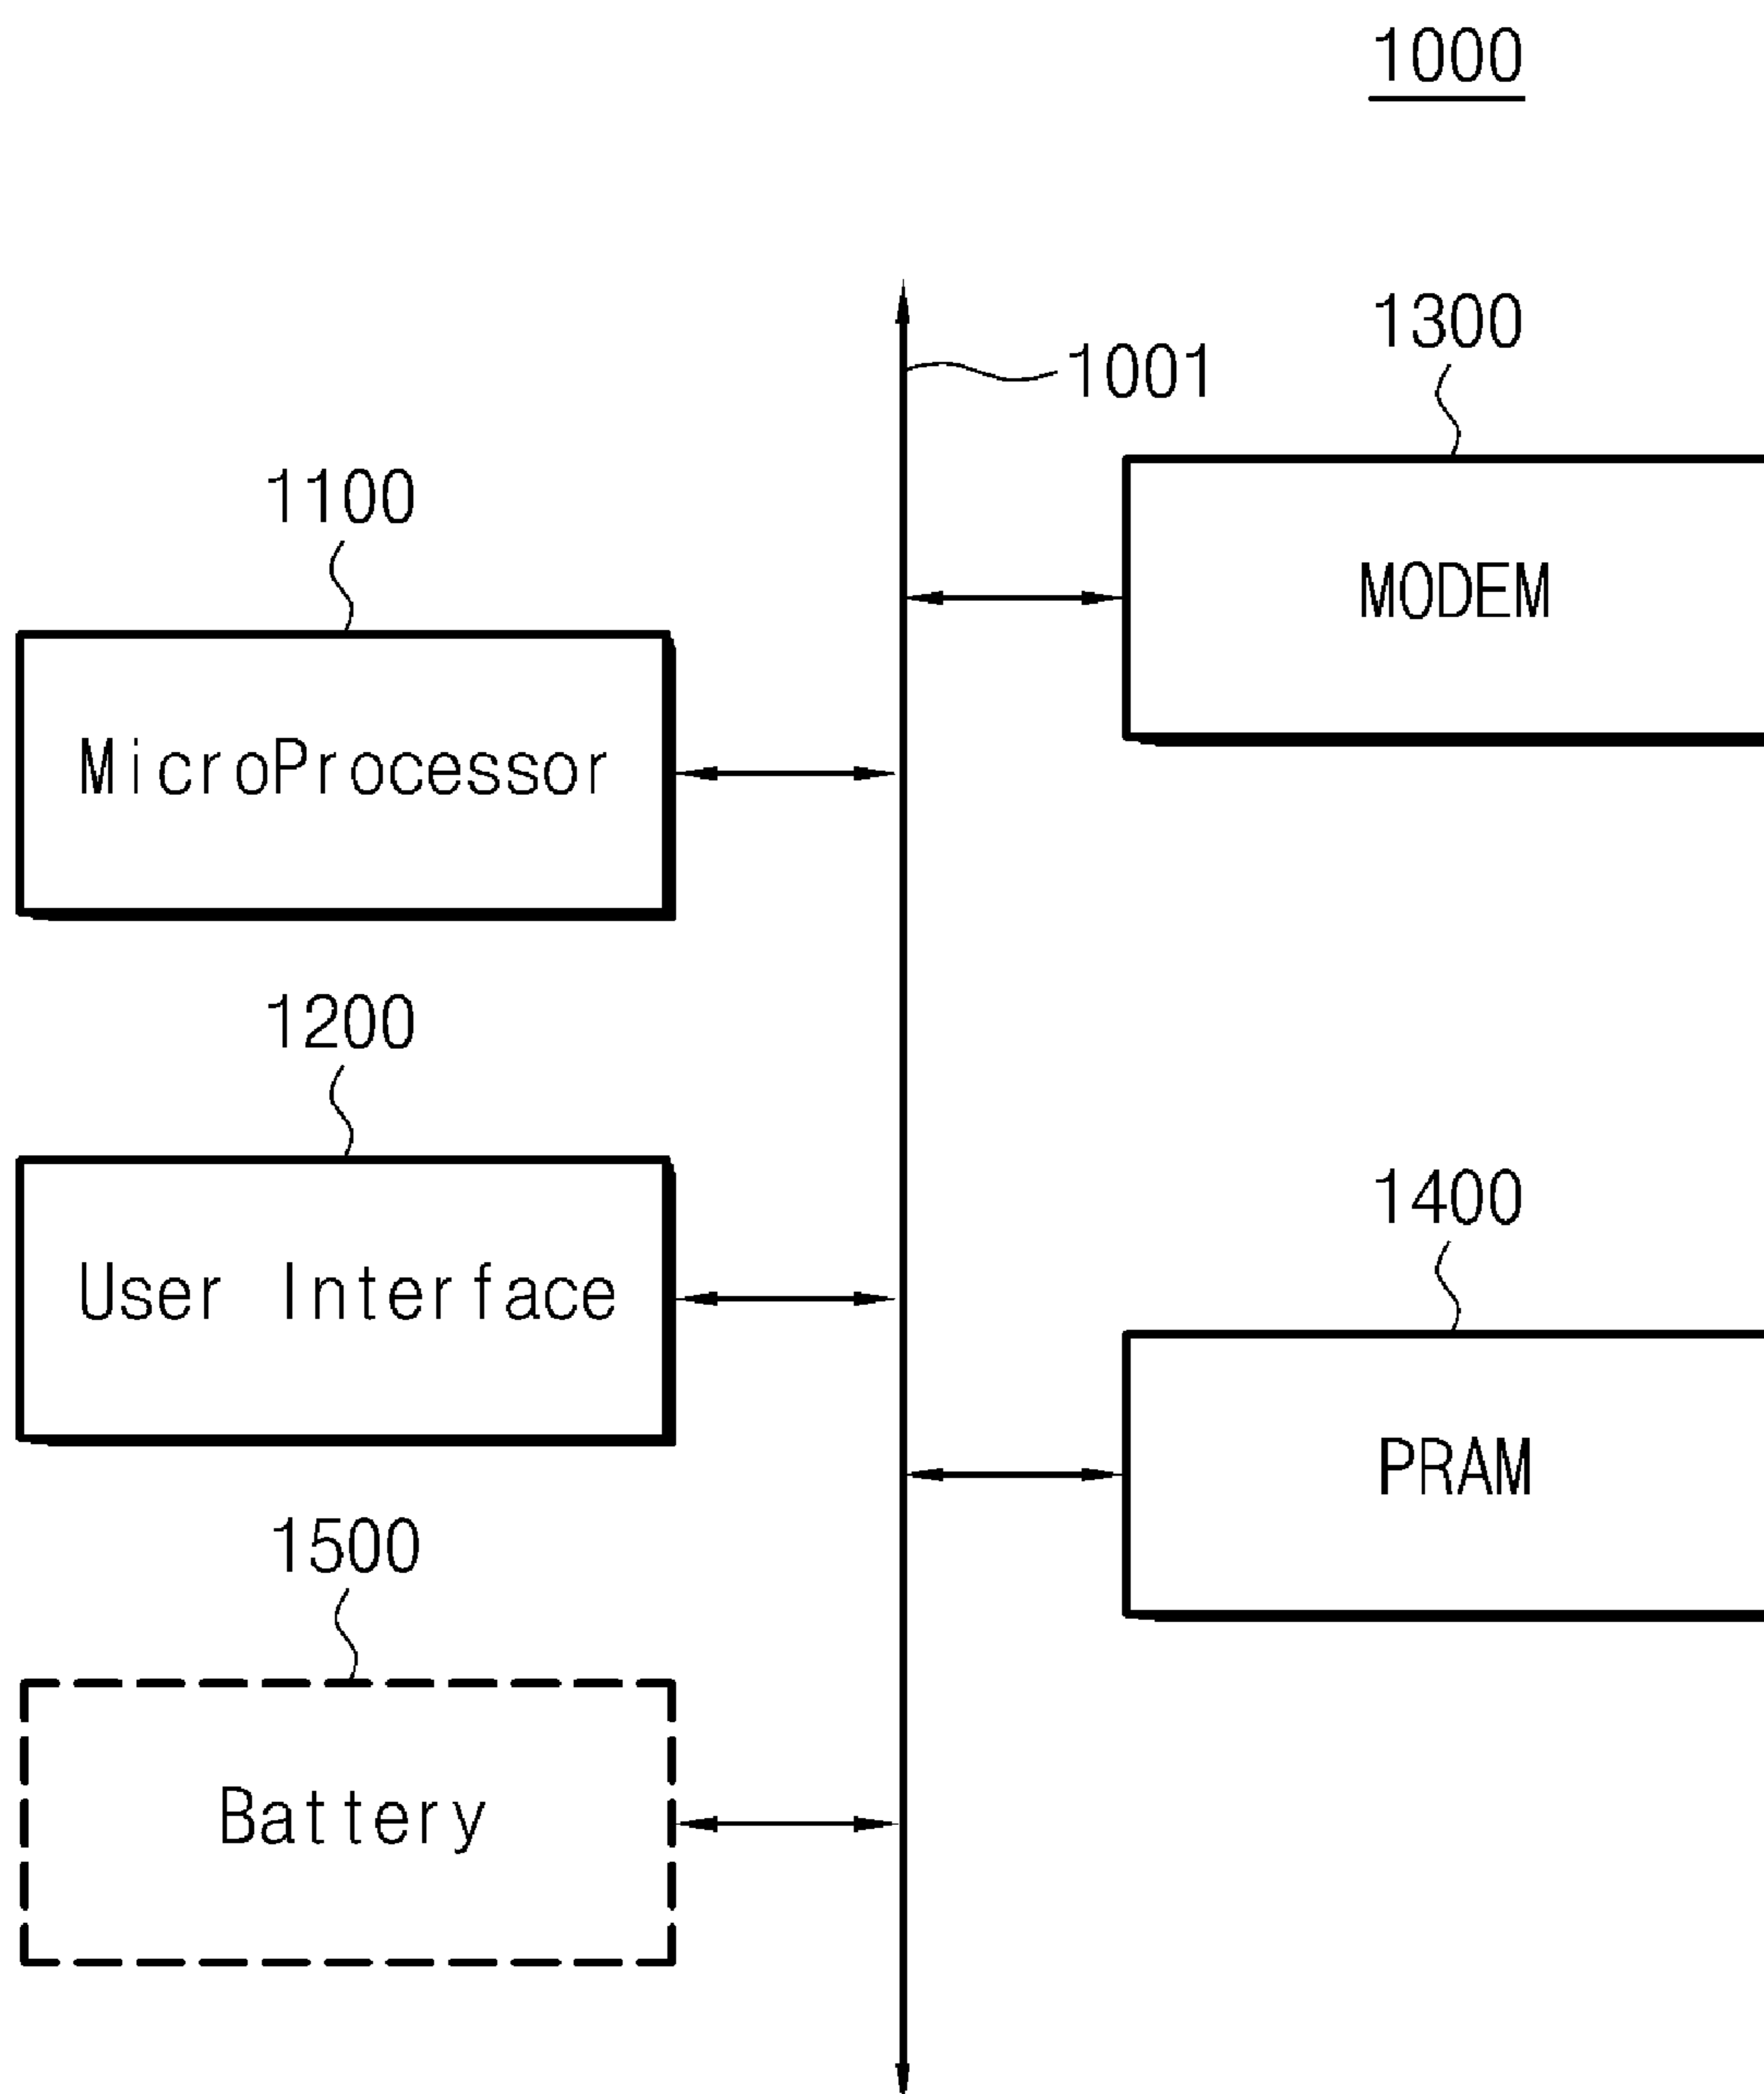 1000
1300
1001
1100
MODEM
MicroProcessor
1200
1400
User Interface
PRAM
1500
Battery